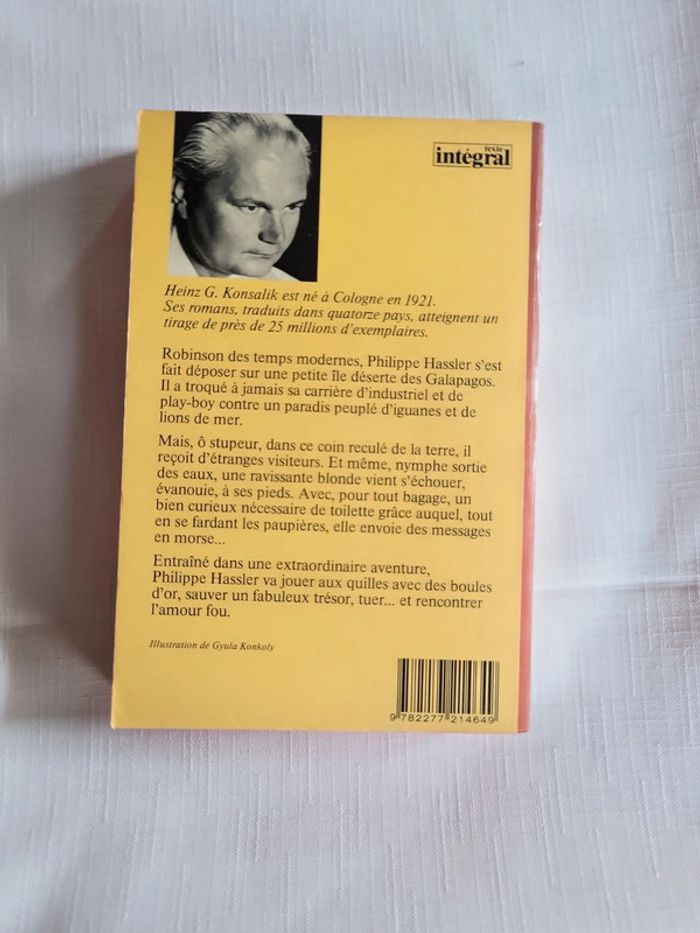 texte
intégral
Heinz G. Konsalik est né à Cologne en 1921.
Ses romans, traduits dans quatorze pays, atteignent un
tirage de près de 25 millions d'exemplaires.
Robinson des temps modernes, Philippe Hassler s'est
fait déposer sur une petite île déserte des Galapagos.
Il a troqué à jamais sa carrière d'industriel et de
play-boy contre un paradis peuplé d'iguanes et de
lions de mer.
Mais, ô stupeur, dans ce coin reculé de la terre, il
reçoit d'étranges visiteurs. Et même, nymphe sortie
des eaux, une ravissante blonde vient s'échouer,
évanouie, à ses pieds. Avec, pour tout bagage, un
bien curieux nécessaire de toilette grâce auquel, tout
en se fardant les paupières, elle envoie des messages
en morse...
Entraîné dans une extraordinaire aventure,
Philippe Hassler va jouer aux quilles avec des boules
d'or, sauver un fabuleux trésor, tuer... et rencontrer
l'amour fou.
Illustration de Gyula Konkoly
9 782277 214649